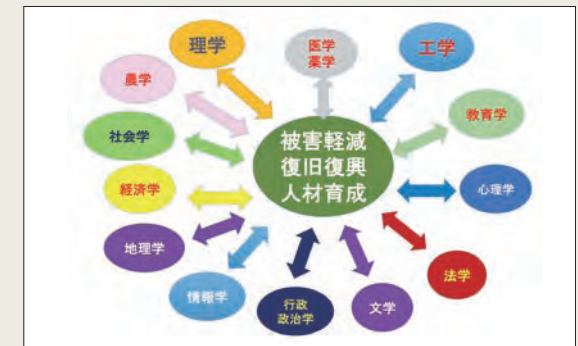 理学
医学
薬学
工学
農学
教育学
社会学
被害軽減
復旧復興
人材育成
経済学
心理学
地理学
法学
情報学
行政
政治学
文学